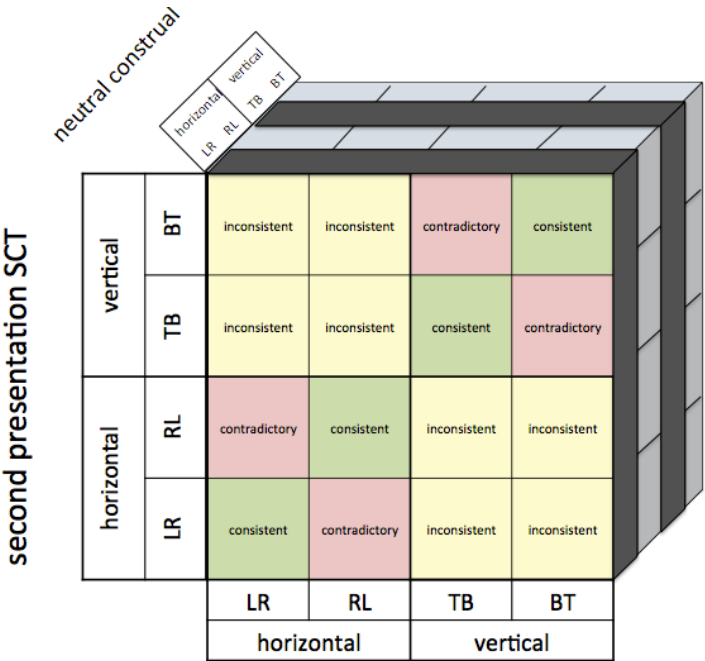 neutral construal
horizontal
vertical
LR
RL
TB
BT
second presentation SCT
vertical
BT
inconsistent
inconsistent
contradictory
consistent
TB
inconsistent
inconsistent
consistent
contradictory
horizontal
RL
contradictory
consistent
inconsistent
inconsistent
LR
consistent
contradictory
inconsistent
inconsistent
LR
RL
TB
BT
horizontal
vertical